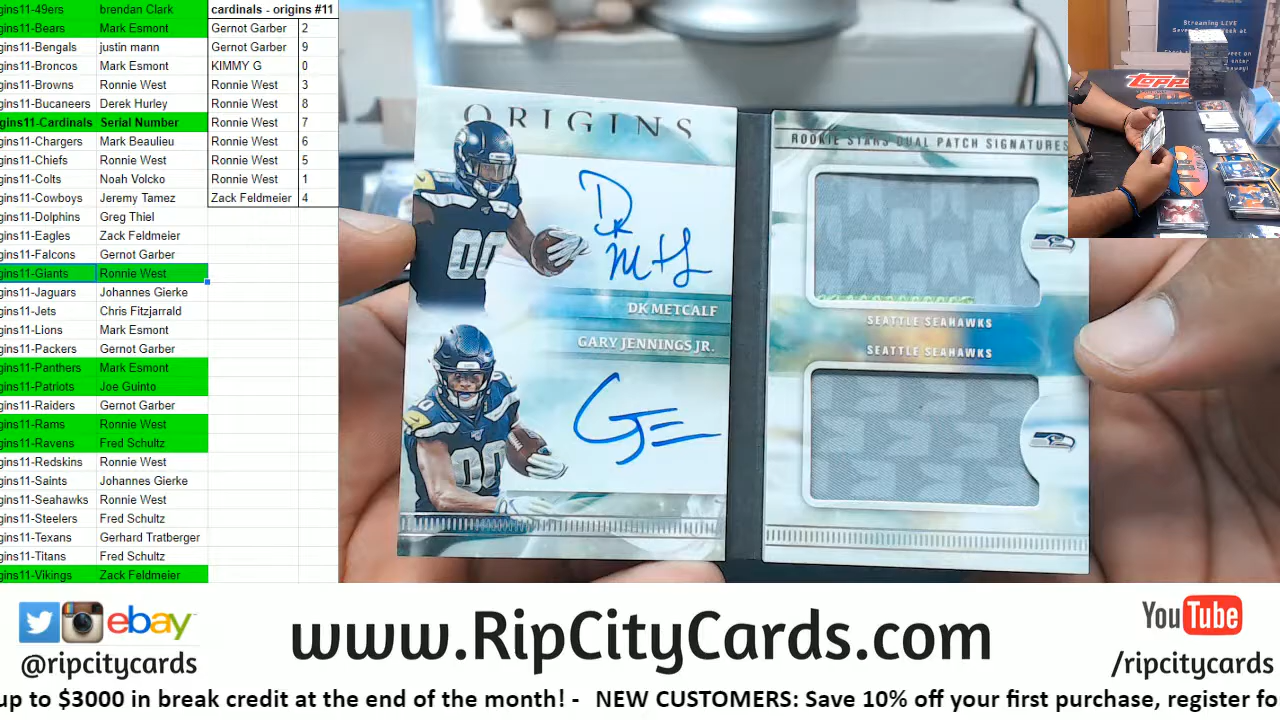 gins11-49ers brendan Clark cardinals - origins #11
gins11-Bears Mark Esmont Gernot Garber 2
gins11-Bengals justin mann Gernot Garber 9
gins11-Broncos Mark Esmont KIMMY G 0
gins11-Browns Ronnie West Ronnie West 3
gins11-Bucaneers Derek Hurley Ronnie West 8
gins11-Cardinals Serial Number Ronnie West 7
gins11-Chargers Mark Beaulieu Ronnie West 6
gins11-Chiefs Ronnie West Ronnie West 5
gins11-Colts Noah Volcko Ronnie West 1
gins11-Cowboys Jeremy Tamez Zack Feldmeier 4
gins11-Dolphins Greg Thiel
gins11-Eagles Zack Feldmeier
gins11-Falcons Gernot Garber
gins11-Giants Ronnie West
gins11-Jaguars Johannes Gierke
gins11-Jets Chris Fitzjarrald
gins11-Lions Mark Esmont
gins11-Packers Gernot Garber
gins11-Panthers Mark Esmont
gins11-Patriots Joe Guinto
gins11-Raiders Gernot Garber
gins11-Rams Ronnie West
gins11-Ravens Fred Schultz
gins11-Redskins Ronnie West
gins11-Saints Johannes Gierke
gins11-Seahawks Ronnie West
gins11-Steelers Fred Schultz
gins11-Texans Gerhard Tratberger
gins11-Titans Fred Schultz
gins11-Vikings Zack Feldmeier
ORIGINS
00
DK METCALF
GARY JENNINGS JR.
00
ROOKIE STARS DUAL PATCH SIGNATURES
SEATTLE SEAHAWKS
SEATTLE SEAHAWKS
Streaming LIVE
Topps
ebay
@ripcitycards
www.RipCityCards.com
YouTube
/ripcitycards
up to $3000 in break credit at the end of the month! - NEW CUSTOMERS: Save 10% off your first purchase, register fo